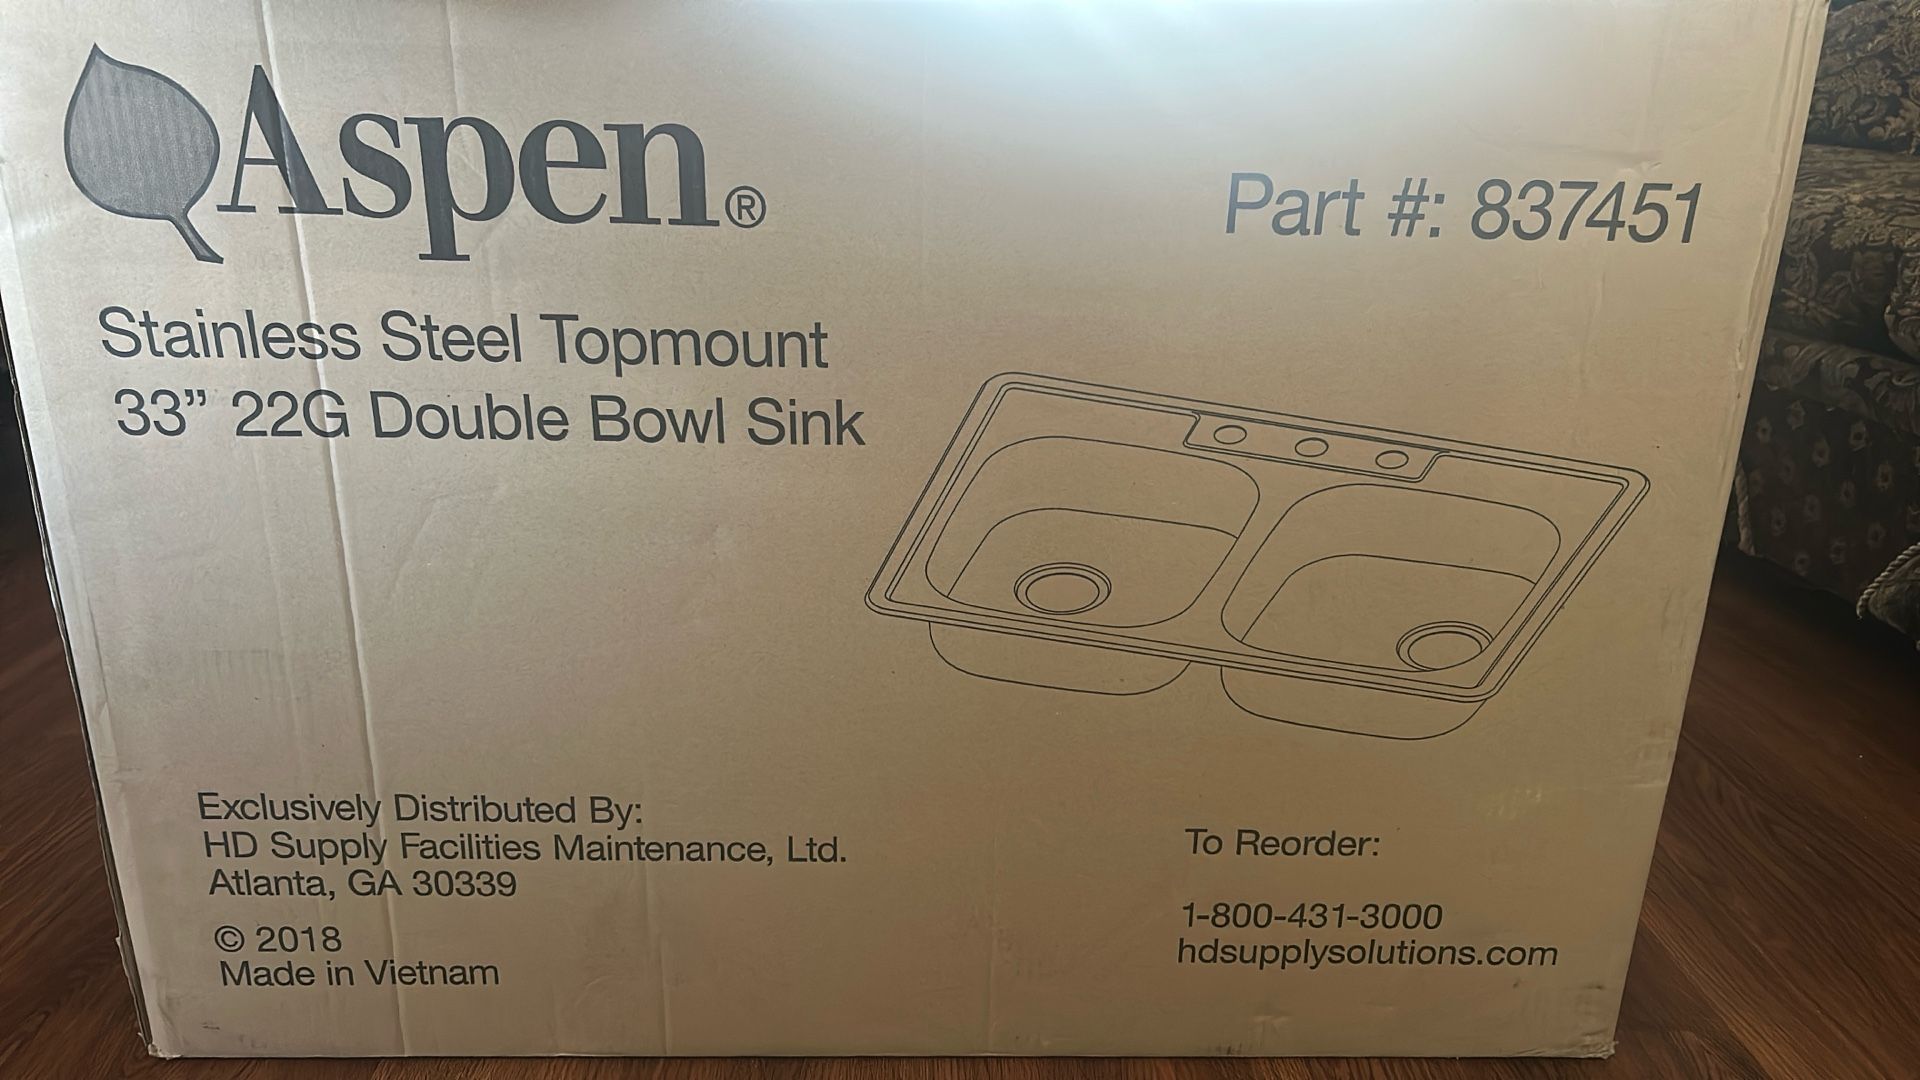 Aspen®
Part #: 837451
Stainless Steel Topmount
33” 22G Double Bowl Sink
Exclusively Distributed By:
HD Supply Facilities Maintenance, Ltd.
Atlanta, GA 30339
© 2018
Made in Vietnam
To Reorder:
1-800-431-3000
hdsupplysolutions.com